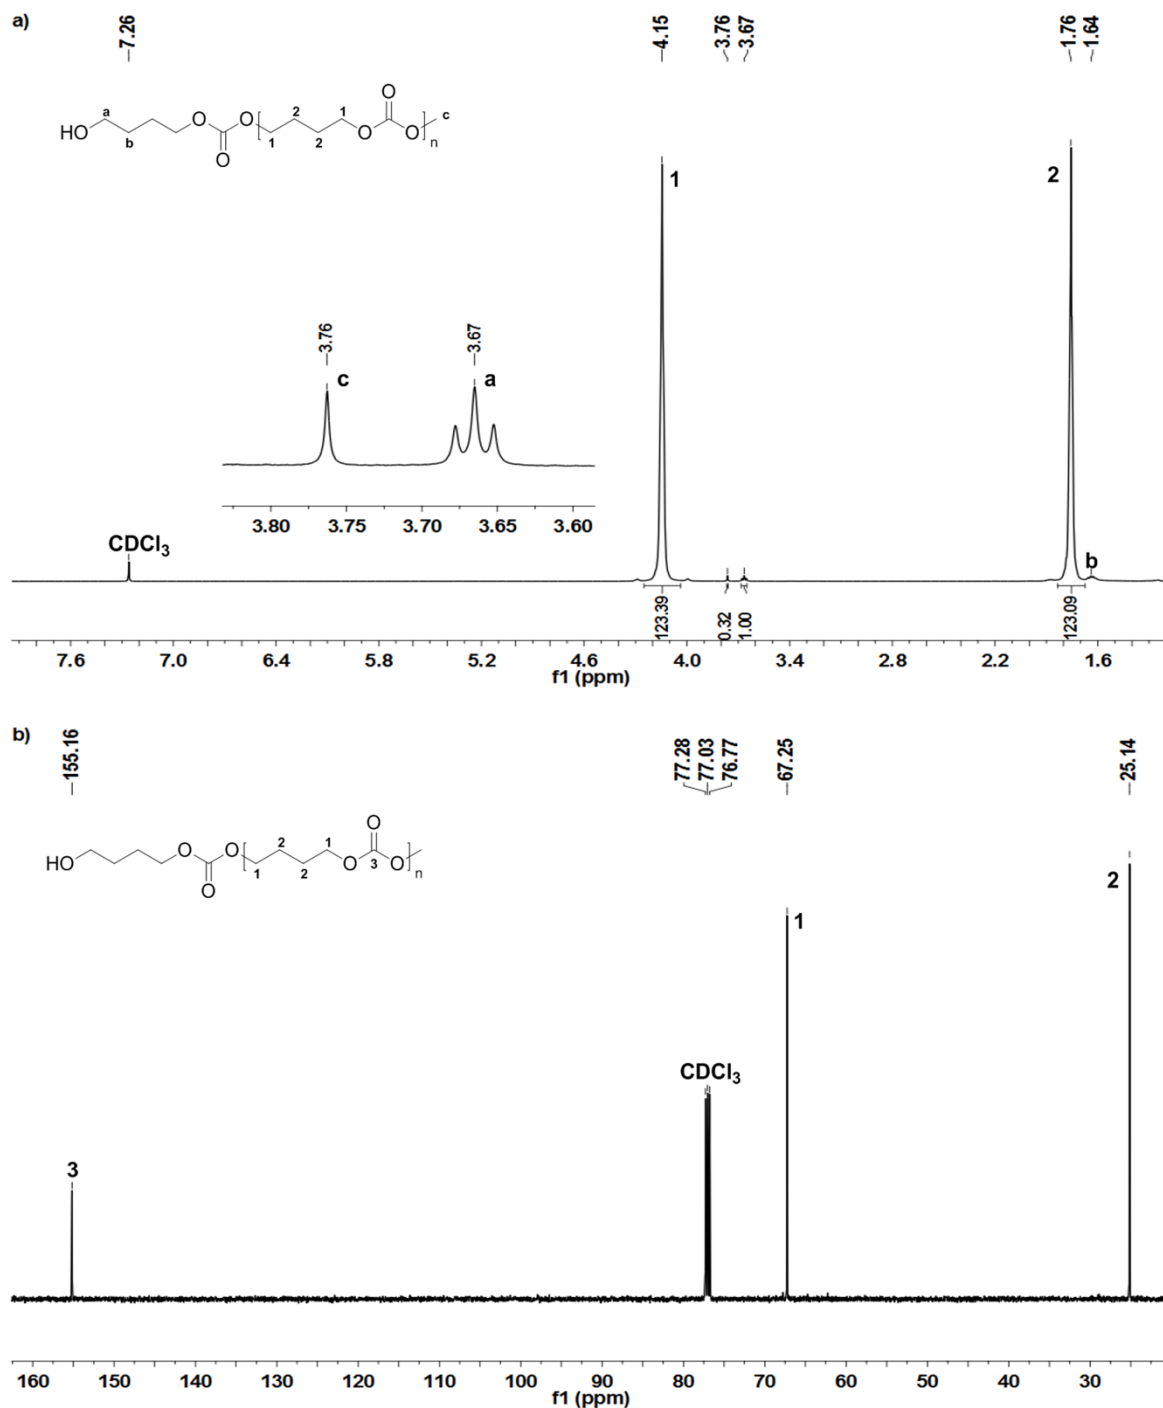 a)
7.26
4.15
3.76
3.67
1.76
1.64
a
HO
b
O
O
O
1
2
2
1
O
O
O
n
c
1
2
3.76
3.67
c
a
3.80 3.75 3.70 3.65 3.60
CDCl3
b
123.39
0.32
1.00
123.09
7.6 7.0 6.4 5.8 5.2 4.6 4.0 3.4 2.8 2.2 1.6
f1 (ppm)
b)
155.16
77.28
77.03
76.77
67.25
25.14
HO
O
O
O
1
2
2
1
O
O
3
O
n
2
1
CDCl3
3
160 150 140 130 120 110 100 90 80 70 60 50 40 30
f1 (ppm)